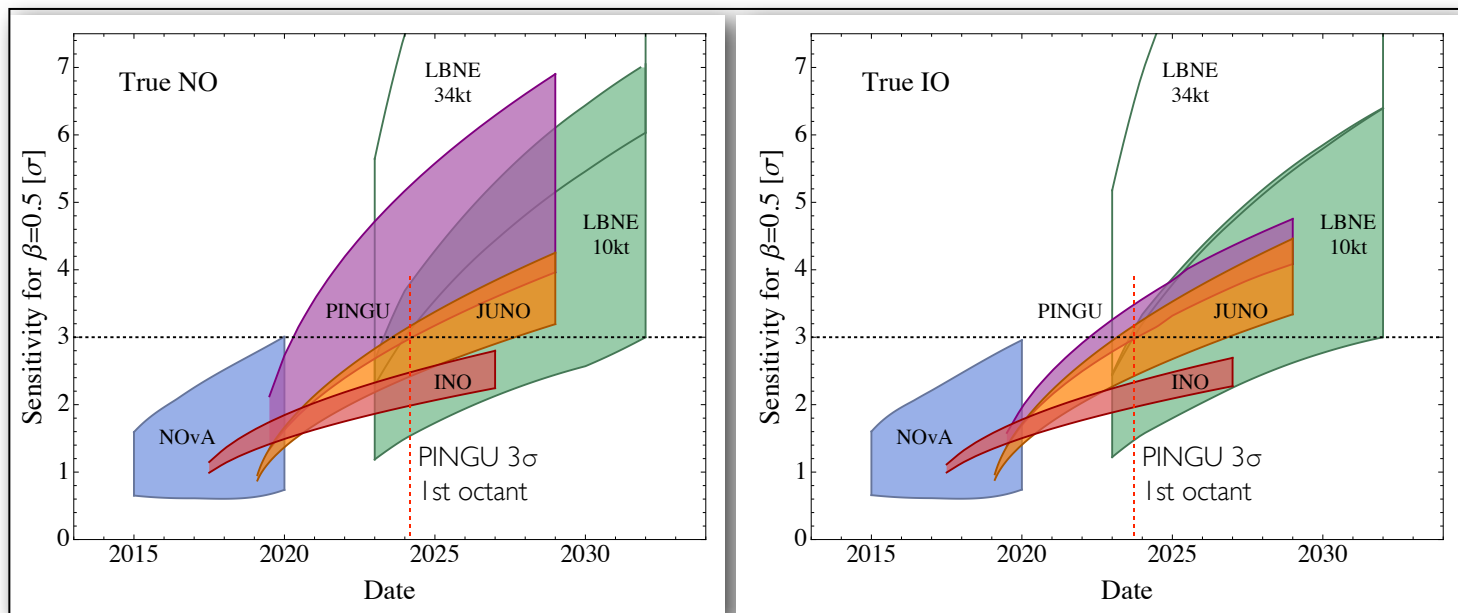 True NO
LBNE
34kt
LBNE
10kt
PINGU
JUNO
INO
NOνA
PINGU 3σ
1st octant
Sensitivity for β=0.5 [σ]
0
1
2
3
4
5
6
7
2015
2020
2025
2030
Date
True IO
LBNE
34kt
LBNE
10kt
PINGU
JUNO
INO
NOνA
PINGU 3σ
1st octant
Sensitivity for β=0.5 [σ]
0
1
2
3
4
5
6
7
2015
2020
2025
2030
Date